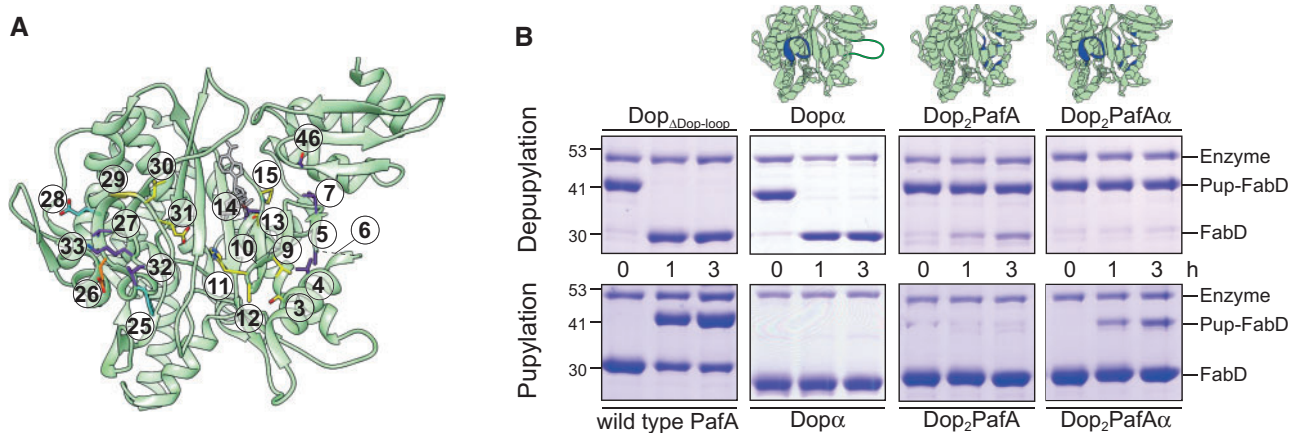 A
B
46
30
29
15
7
28
14
31
27
13
6
5
10
9
33
32
4
11
26
3
12
25
DopΔDop-loop
Dopα
Dop2PafA
Dop2PafAα
Depupylation
53
41
30
Enzyme
Pup-FabD
FabD
0 1 3
0 1 3
0 1 3
0 1 3 h
Pupylation
53
41
30
Enzyme
Pup-FabD
FabD
wild type PafA
Dopα
Dop2PafA
Dop2PafAα